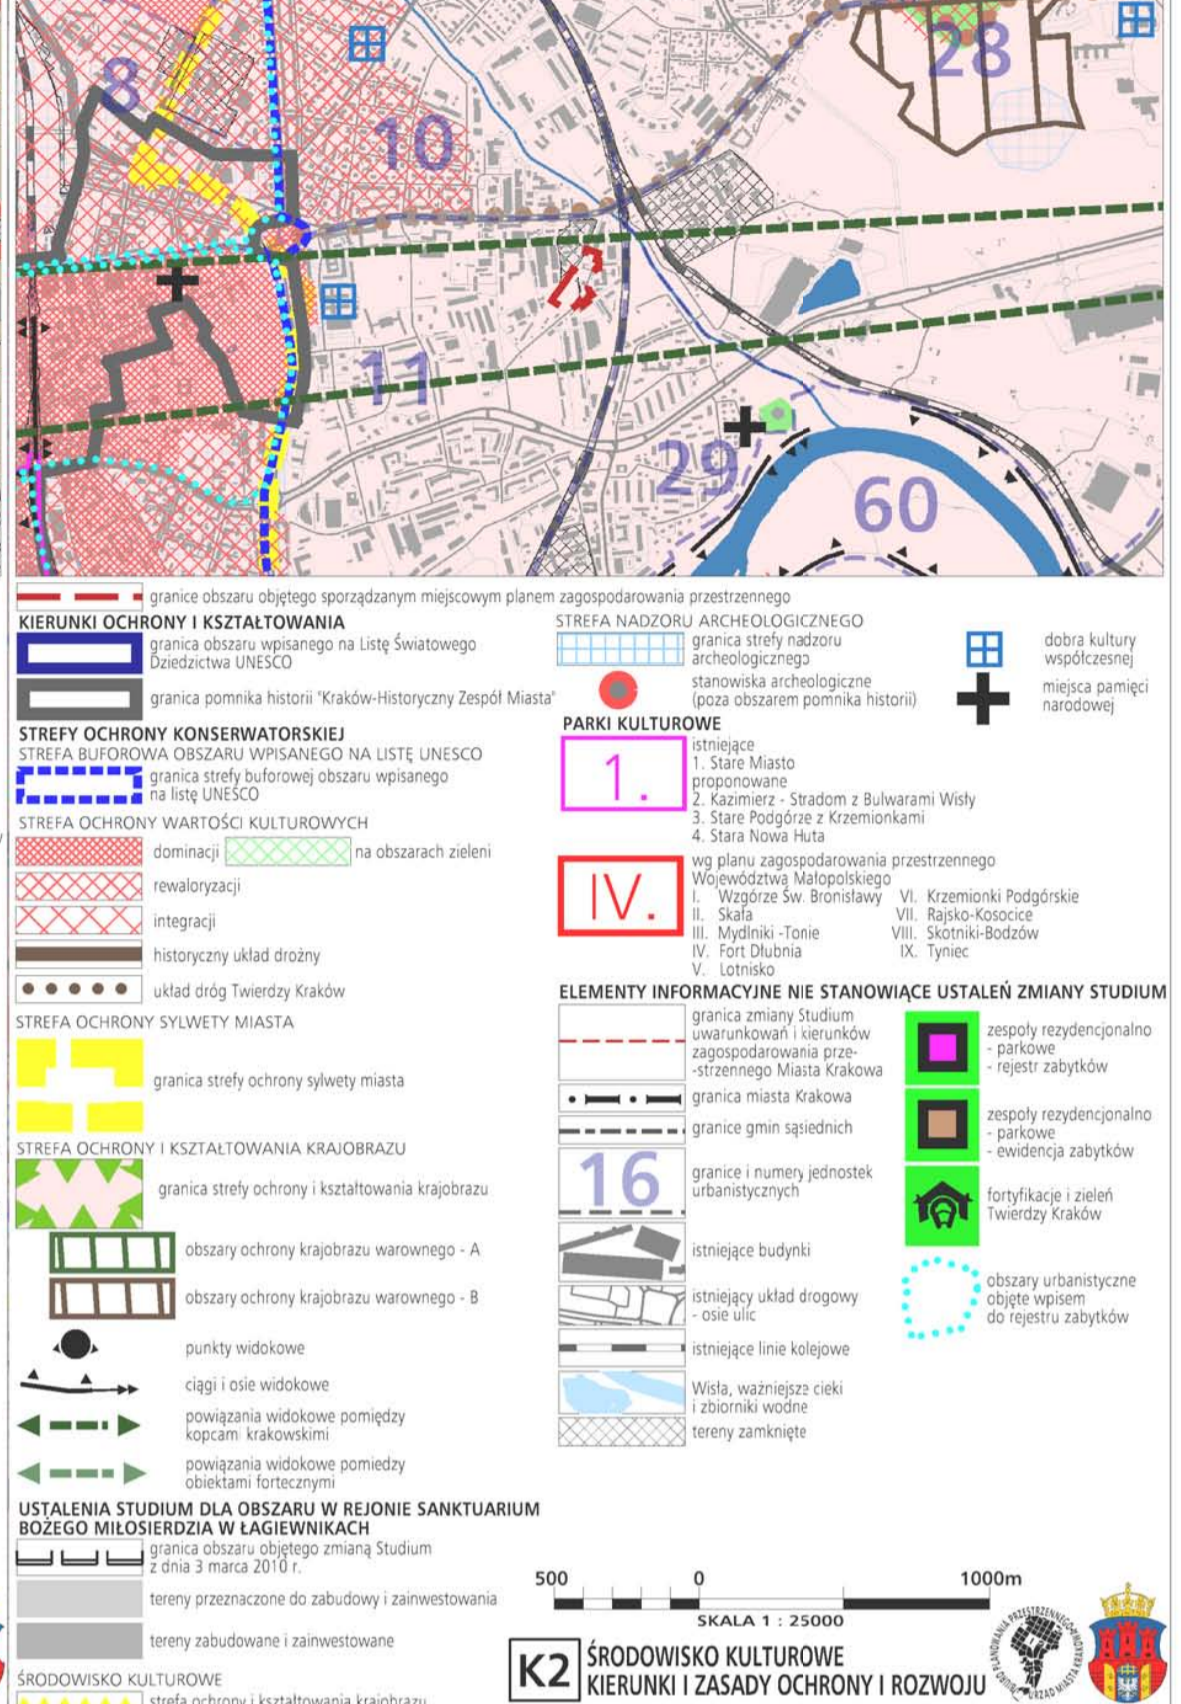 8
10
28
11
29
60
granice obszaru objętego sporządzanym miejscowym planem zagospodarowania przestrzennego
KIERUNKI OCHRONY I KSZTAŁTOWANIA
granica obszaru wpisanego na Listę Światowego
Dziedzictwa UNESCO
granica pomnika historii "Kraków-Historyczny Zespół Miasta"
STREFY OCHRONY KONSERWATORSKIEJ
STREFA BUFOROWA OBSZARU WPISANEGO NA LISTĘ UNESCO
granica strefy buforowej obszaru wpisanego
na listę UNESCO
STREFA OCHRONY WARTOŚCI KULTUROWYCH
dominacji
na obszarach zieleni
rewaloryzacji
integracji
historyczny układ drożny
układ dróg Twierdzy Kraków
STREFA OCHRONY SYLWETY MIASTA
granica strefy ochrony sylwety miasta
STREFA OCHRONY I KSZTAŁTOWANIA KRAJOBRAZU
granica strefy ochrony i kształtowania krajobrazu
obszary ochrony krajobrazu warownego - A
obszary ochrony krajobrazu warownego - B
punkty widokowe
ciągi i osie widokowe
powiązania widokowe pomiędzy
kopcami krakowskimi
powiązania widokowe pomiedzy
obiektami fortecznymi
USTALENIA STUDIUM DLA OBSZARU W REJONIE SANKTUARIUM
BOŻEGO MIŁOSIERDZIA W ŁAGIEWNIKACH
granica obszaru objętego zmianą Studium
z dnia 3 marca 2010 r.
tereny przeznaczone do zabudowy i zainwestowania
tereny zabudowane i zainwestowane
ŚRODOWISKO KULTUROWE
strefa ochrony i kształtowania krajobrazu
STREFA NADZORU ARCHEOLOGICZNEGO
granica strefy nadzoru
archeologicznego
stanowiska archeologiczne
(poza obszarem pomnika historii)
dobra kultury
współczesnej
miejsca pamięci
narodowej
PARKI KULTUROWE
1.
istniejące
1. Stare Miasto
proponowane
2. Kazimierz - Stradom z Bulwarami Wisły
3. Stare Podgórze z Krzemionkami
4. Stara Nowa Huta
IV.
wg planu zagospodarowania przestrzennego
Województwa Małopolskiego
I. Wzgórze Św. Bronisławy VI. Krzemionki Podgórskie
II. Skała VII. Rajsko-Kosocice
III. Mydlniki -Tonie VIII. Skotniki-Bodzów
IV. Fort Dłubnia IX. Tyniec
V. Lotnisko
ELEMENTY INFORMACYJNE NIE STANOWIĄCE USTALEŃ ZMIANY STUDIUM
granica zmiany Studium
uwarunkowań i kierunków
zagospodarowania prze-
-strzennego Miasta Krakowa
granica miasta Krakowa
granice gmin sąsiednich
16
granice i numery jednostek
urbanistycznych
istniejące budynki
istniejący układ drogowy
- osie ulic
istniejące linie kolejowe
Wisła, ważniejsze cieki
i zbiorniki wodne
tereny zamknięte
zespoły rezydencjonalno
- parkowe
- rejestr zabytków
zespoły rezydencjonalno
- parkowe
- ewidencja zabytków
fortyfikacje i zieleń
Twierdzy Kraków
obszary urbanistyczne
objęte wpisem
do rejestru zabytków
500 0 1000m
SKALA 1 : 25000
K2
ŚRODOWISKO KULTUROWE
KIERUNKI I ZASADY OCHRONY I ROZWOJU